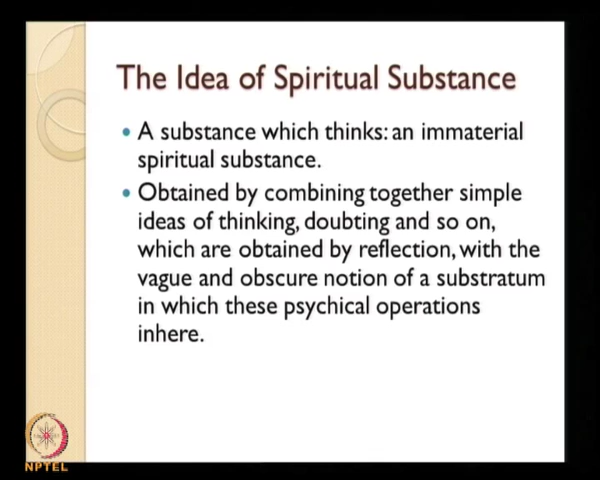 The Idea of Spiritual Substance
A substance which thinks: an immaterial
spiritual substance.
Obtained by combining together simple
ideas of thinking, doubting and so on,
which are obtained by reflection, with the
vague and obscure notion of a substratum
in which these psychical operations
inhere.
NPTEL